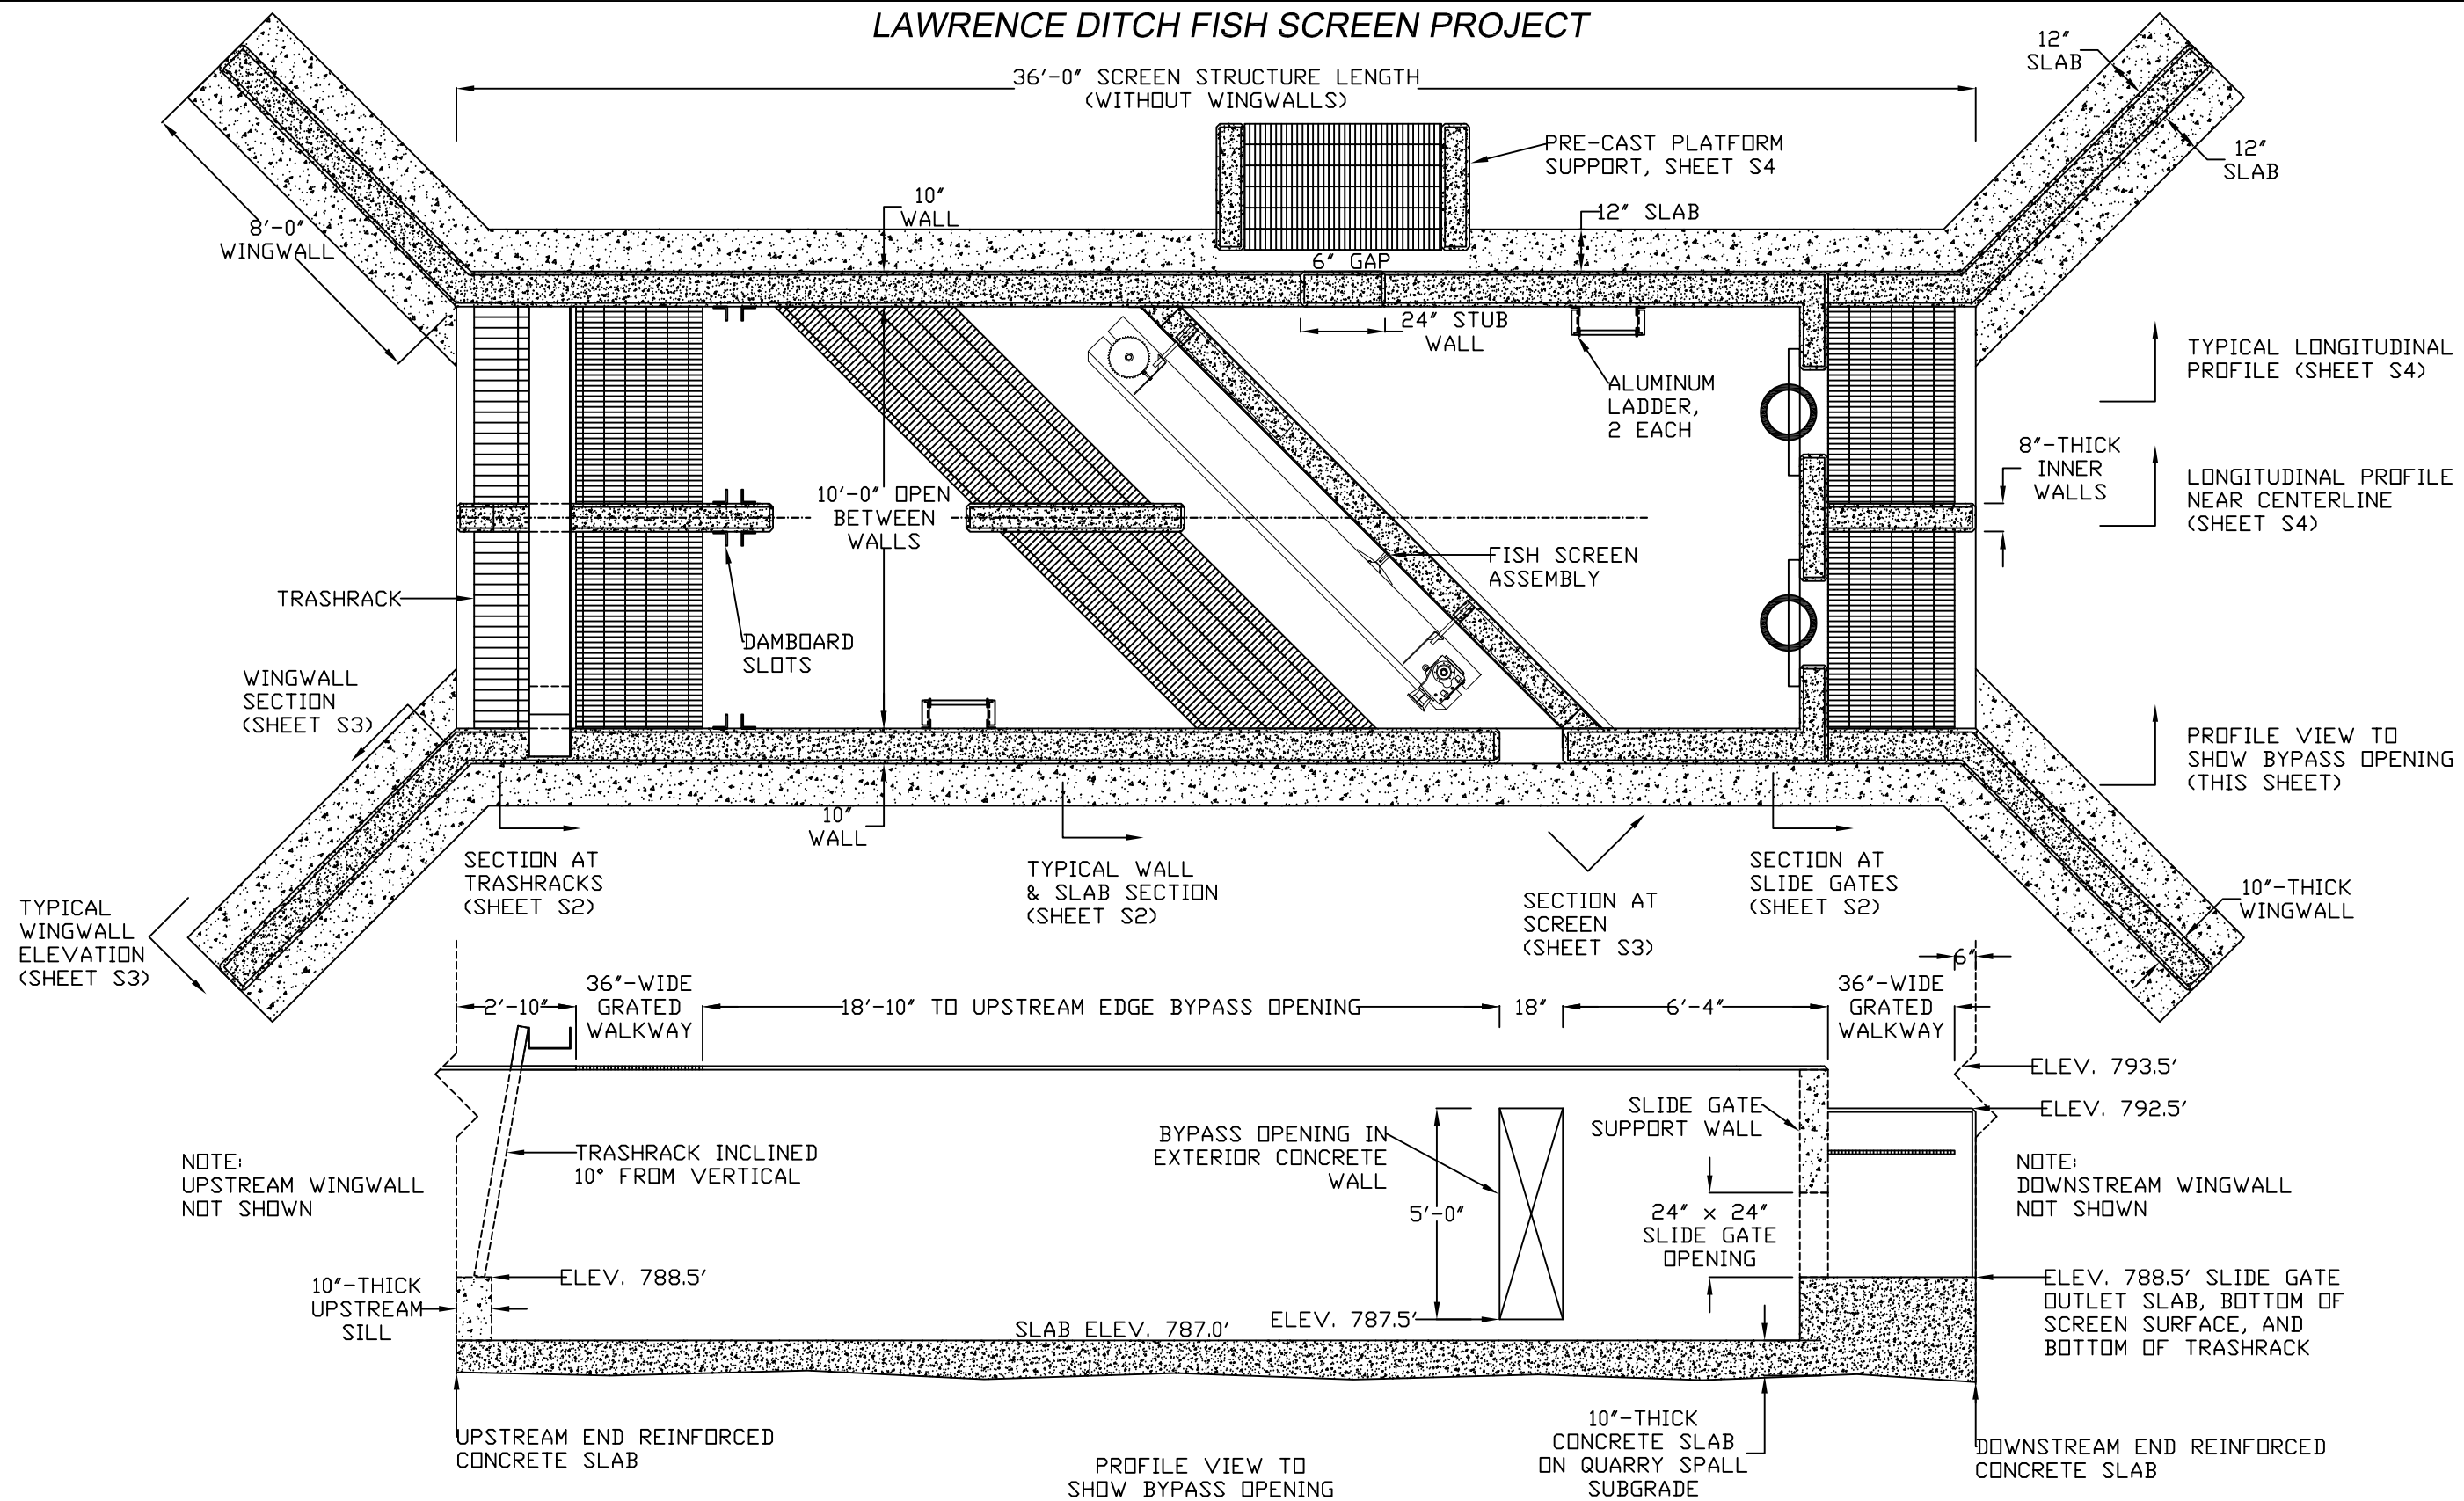 LAWRENCE DITCH FISH SCREEN PROJECT
36'-0" SCREEN STRUCTURE LENGTH
(WITHOUT WINGWALLS)
12"
SLAB
PRE-CAST PLATFORM
SUPPORT, SHEET S4
12"
SLAB
10"
WALL
12" SLAB
8'-0"
WINGWALL
6" GAP
24" STUB
WALL
TYPICAL LONGITUDINAL
PROFILE (SHEET S4)
ALUMINUM
LADDER,
2 EACH
8"-THICK
INNER
WALLS
LONGITUDINAL PROFILE
NEAR CENTERLINE
(SHEET S4)
10'-0" OPEN
BETWEEN
WALLS
FISH SCREEN
ASSEMBLY
TRASHRACK
DAMBOARD
SLOTS
WINGWALL
SECTION
(SHEET S3)
PROFILE VIEW TO
SHOW BYPASS OPENING
(THIS SHEET)
10"
WALL
SECTION AT
TRASHRACKS
(SHEET S2)
TYPICAL WALL
& SLAB SECTION
(SHEET S2)
SECTION AT
SLIDE GATES
(SHEET S2)
SECTION AT
SCREEN
(SHEET S3)
10"-THICK
WINGWALL
TYPICAL
WINGWALL
ELEVATION
(SHEET S3)
2'-10"
36"-WIDE
GRATED
WALKWAY
18'-10" TO UPSTREAM EDGE BYPASS OPENING
18"
6'-4"
36"-WIDE
GRATED
WALKWAY
6"
ELEV. 793.5'
ELEV. 792.5'
SLIDE GATE
SUPPORT WALL
BYPASS OPENING IN
EXTERIOR CONCRETE
WALL
TRASHRACK INCLINED
10° FROM VERTICAL
NOTE:
UPSTREAM WINGWALL
NOT SHOWN
NOTE:
DOWNSTREAM WINGWALL
NOT SHOWN
5'-0"
24" x 24"
SLIDE GATE
OPENING
ELEV. 788.5'
10"-THICK
UPSTREAM
SILL
ELEV. 788.5' SLIDE GATE
OUTLET SLAB, BOTTOM OF
SCREEN SURFACE, AND
BOTTOM OF TRASHRACK
SLAB ELEV. 787.0'
ELEV. 787.5'
UPSTREAM END REINFORCED
CONCRETE SLAB
10"-THICK
CONCRETE SLAB
ON QUARRY SPALL
SUBGRADE
DOWNSTREAM END REINFORCED
CONCRETE SLAB
PROFILE VIEW TO
SHOW BYPASS OPENING